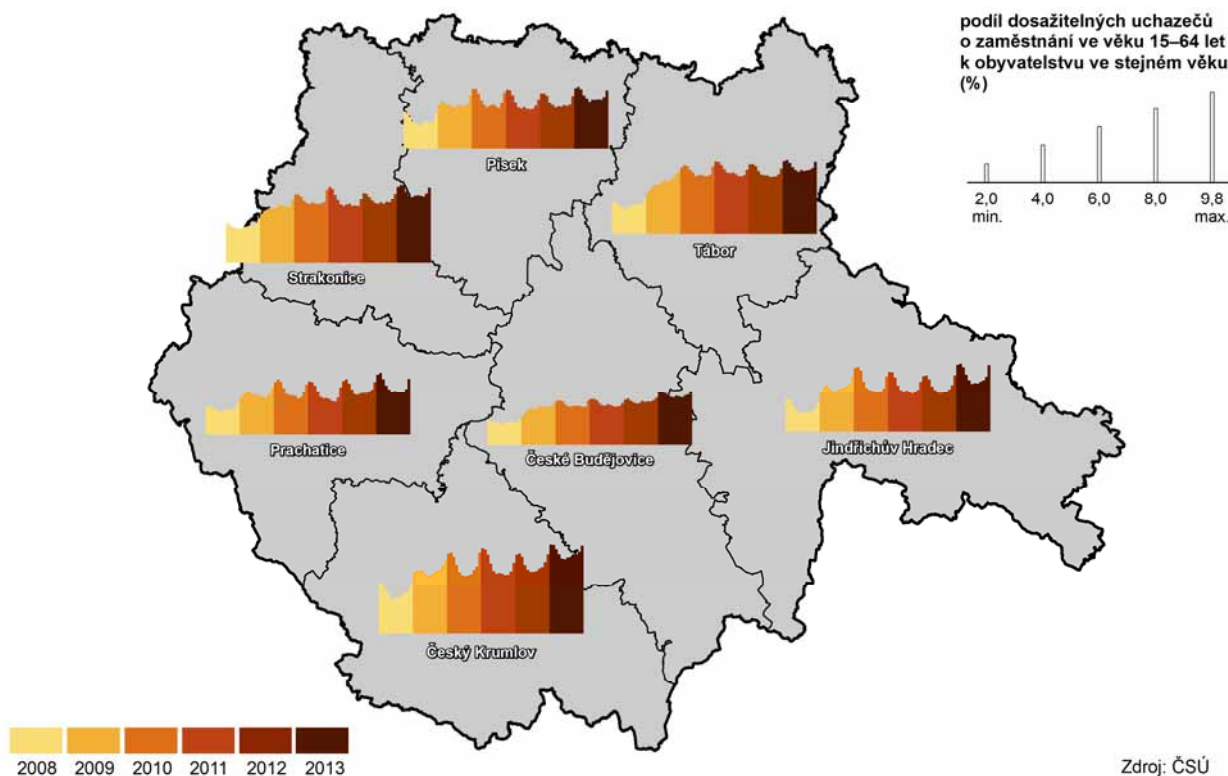 podíl dosažitelných uchazečů
o zaměstnání ve věku 15–64 let
k obyvatelstvu ve stejném věku
(%)
2,0 4,0 6,0 8,0 9,8
min. max.
Písek
Tábor
Strakonice
Prachatice
České Budějovice
Jindřichův Hradec
Český Krumlov
2008 2009 2010 2011 2012 2013
Zdroj: ČSÚ